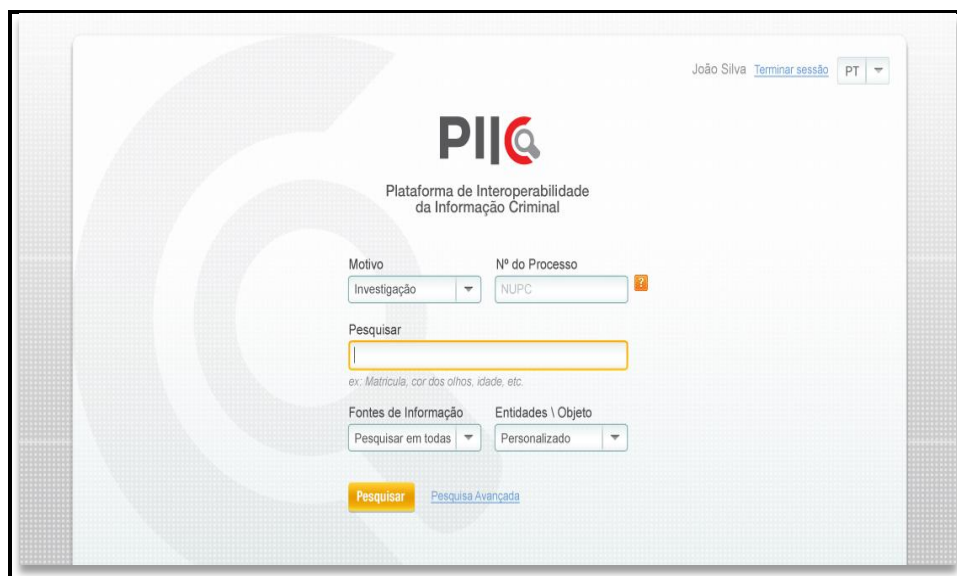 João Silva Terminar sessão PT
PIIC
Plataforma de Interoperabilidade
da Informação Criminal
Motivo Nº do Processo
Investigação NUPC ?
Pesquisar
ex: Matricula, cor dos olhos, idade, etc.
Fontes de Informação Entidades \ Objeto
Pesquisar em todas Personalizado
Pesquisar Pesquisa Avançada